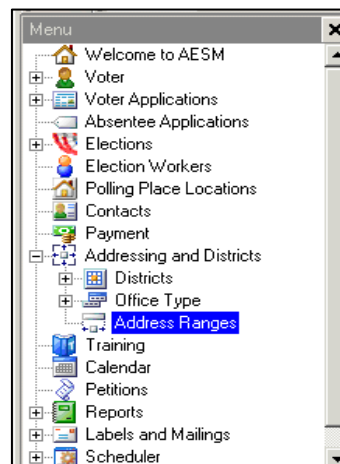 Menu
Welcome to AESM
Voter
Voter Applications
Absentee Applications
Elections
Election Workers
Polling Place Locations
Contacts
Payment
Addressing and Districts
Districts
Office Type
Address Ranges
Training
Calendar
Petitions
Reports
Labels and Mailings
Scheduler